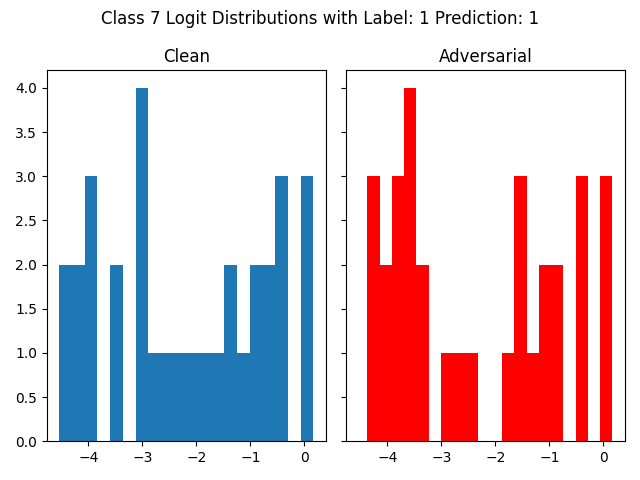 Class 7 Logit Distributions with Label: 1 Prediction: 1
Clean
Adversarial
4.0
3.5
3.0
2.5
2.0
1.5
1.0
0.5
0.0
−4 −3 −2 −1 0
−4 −3 −2 −1 0